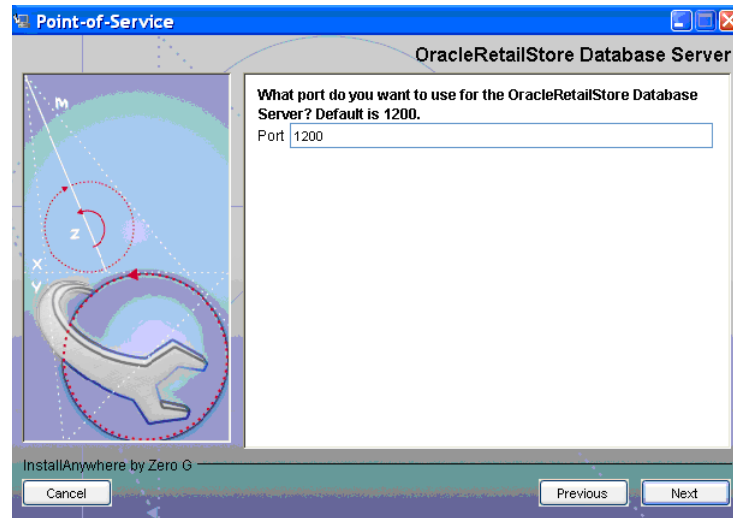 Point-of-Service
OracleRetailStore Database Server
What port do you want to use for the OracleRetailStore Database
Server? Default is 1200.
Port 1200
M
Z
X
Y
InstallAnywhere by Zero G
Cancel
Previous
Next